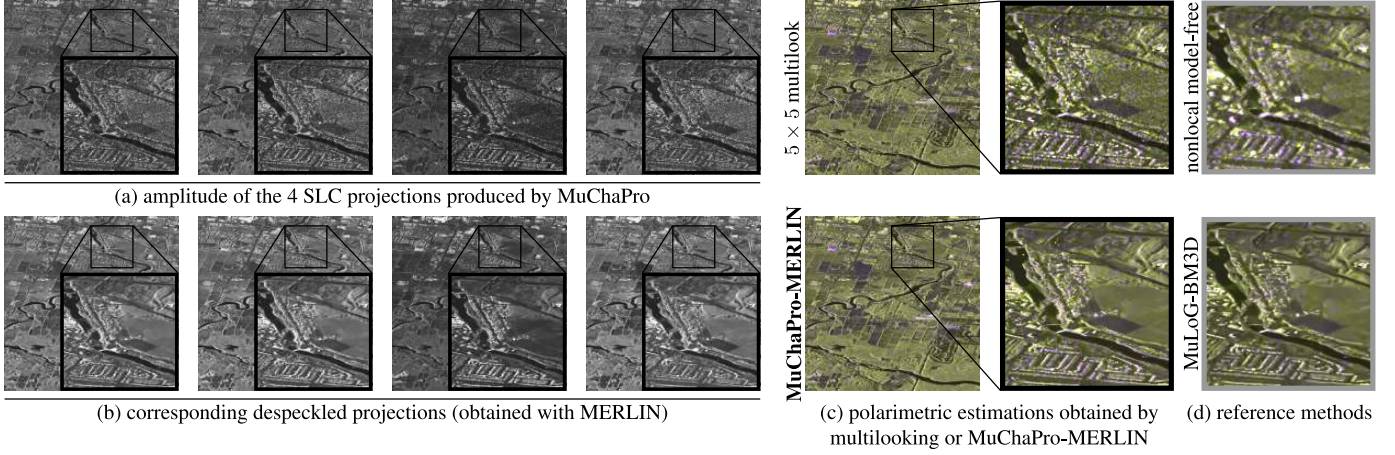 5 × 5 multilook
nonlocal model-free
(a) amplitude of the 4 SLC projections produced by MuChaPro
MuChaPro-MERLIN
MuLoG-BM3D
(b) corresponding despeckled projections (obtained with MERLIN)
(c) polarimetric estimations obtained by
multilooking or MuChaPro-MERLIN
(d) reference methods